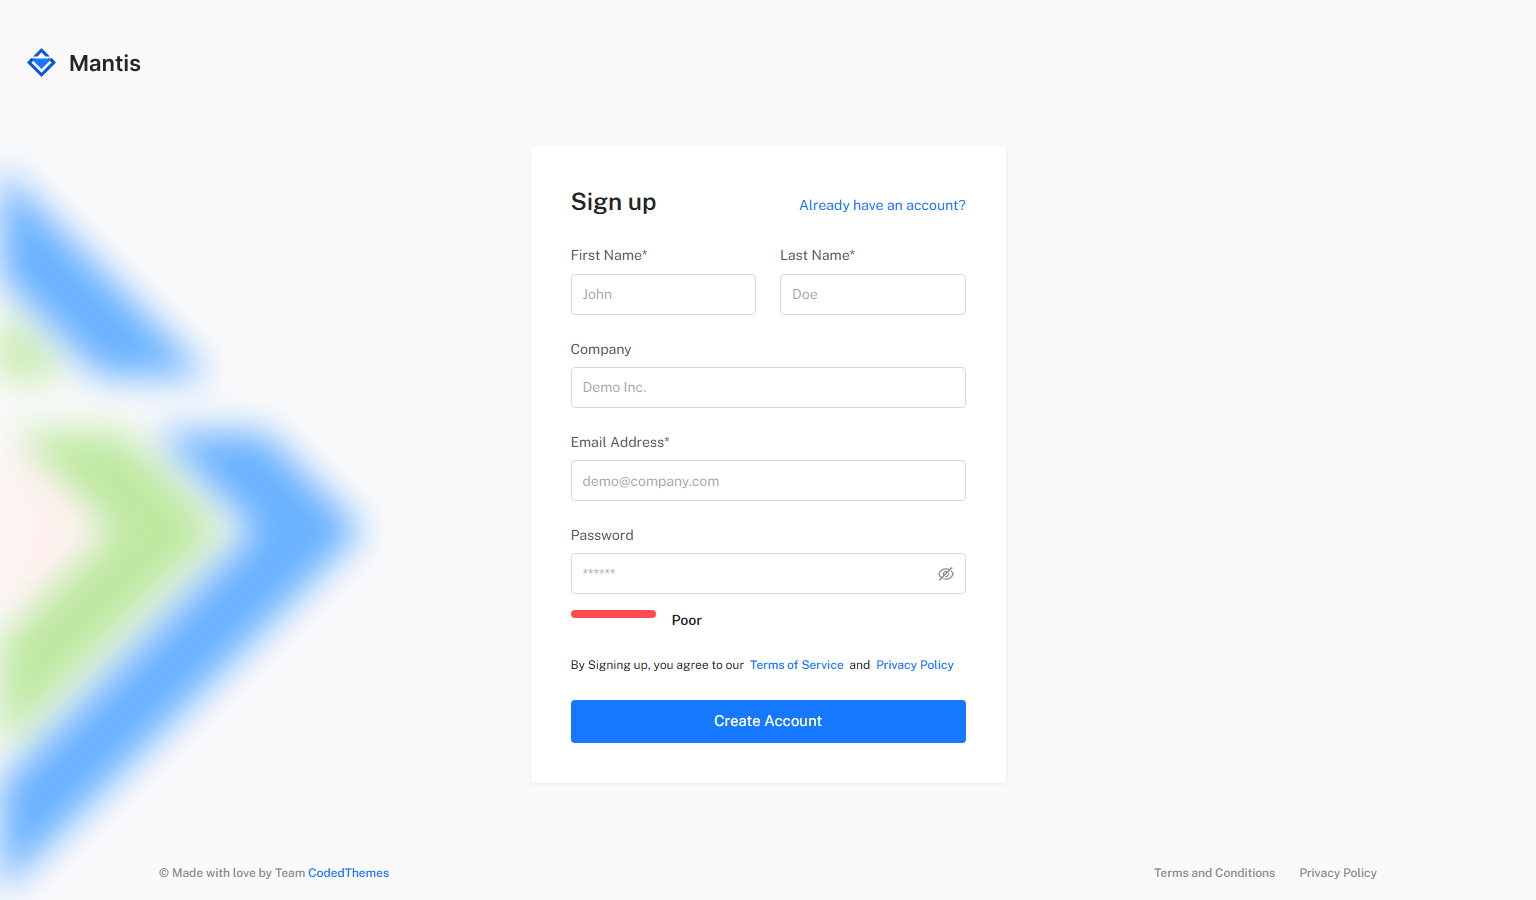 Mantis
Sign up
Already have an account?
First Name*
Last Name*
John
Doe
Company
Demo Inc.
Email Address*
demo@company.com
Password
******
Poor
By Signing up, you agree to our Terms of Service and Privacy Policy
Create Account
© Made with love by Team CodedThemes
Terms and Conditions
Privacy Policy